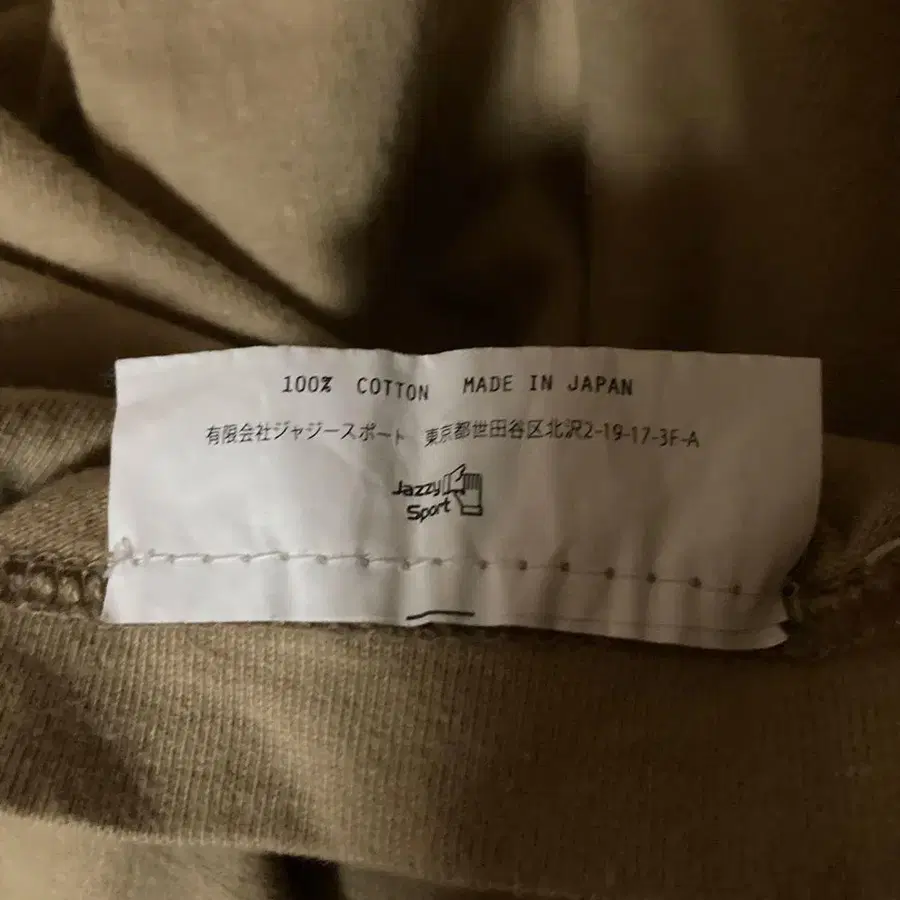 100% COTTON MADE IN JAPAN
有限会社ジャジースポート 東京都世田谷区北沢2-19-17-3F-A
Jazzy
Sport